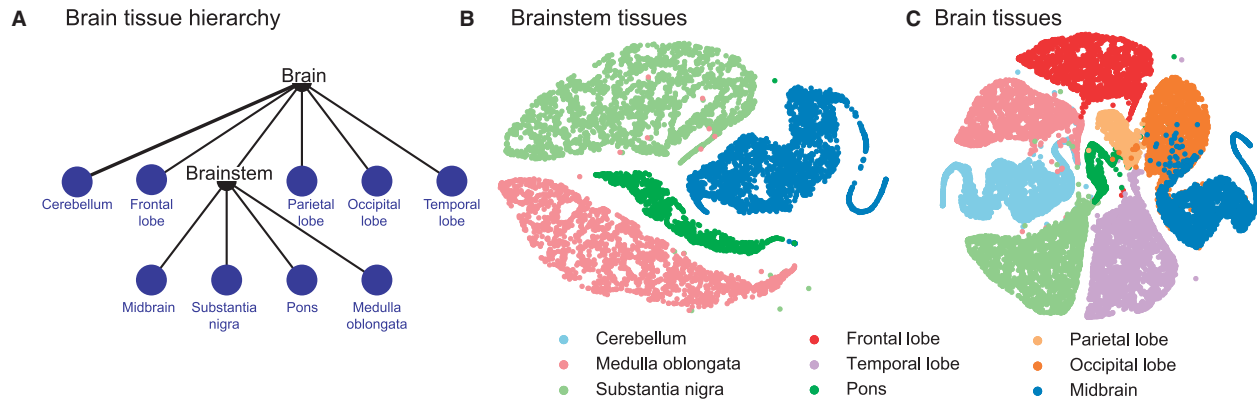 A Brain tissue hierarchy
Brain
Brainstem
Cerebellum
Frontal
lobe
Parietal
lobe
Occipital
lobe
Temporal
lobe
Midbrain
Substantia
nigra
Pons
Medulla
oblongata
B Brainstem tissues
C Brain tissues
Cerebellum
Medulla oblongata
Substantia nigra
Frontal lobe
Temporal lobe
Pons
Parietal lobe
Occipital lobe
Midbrain